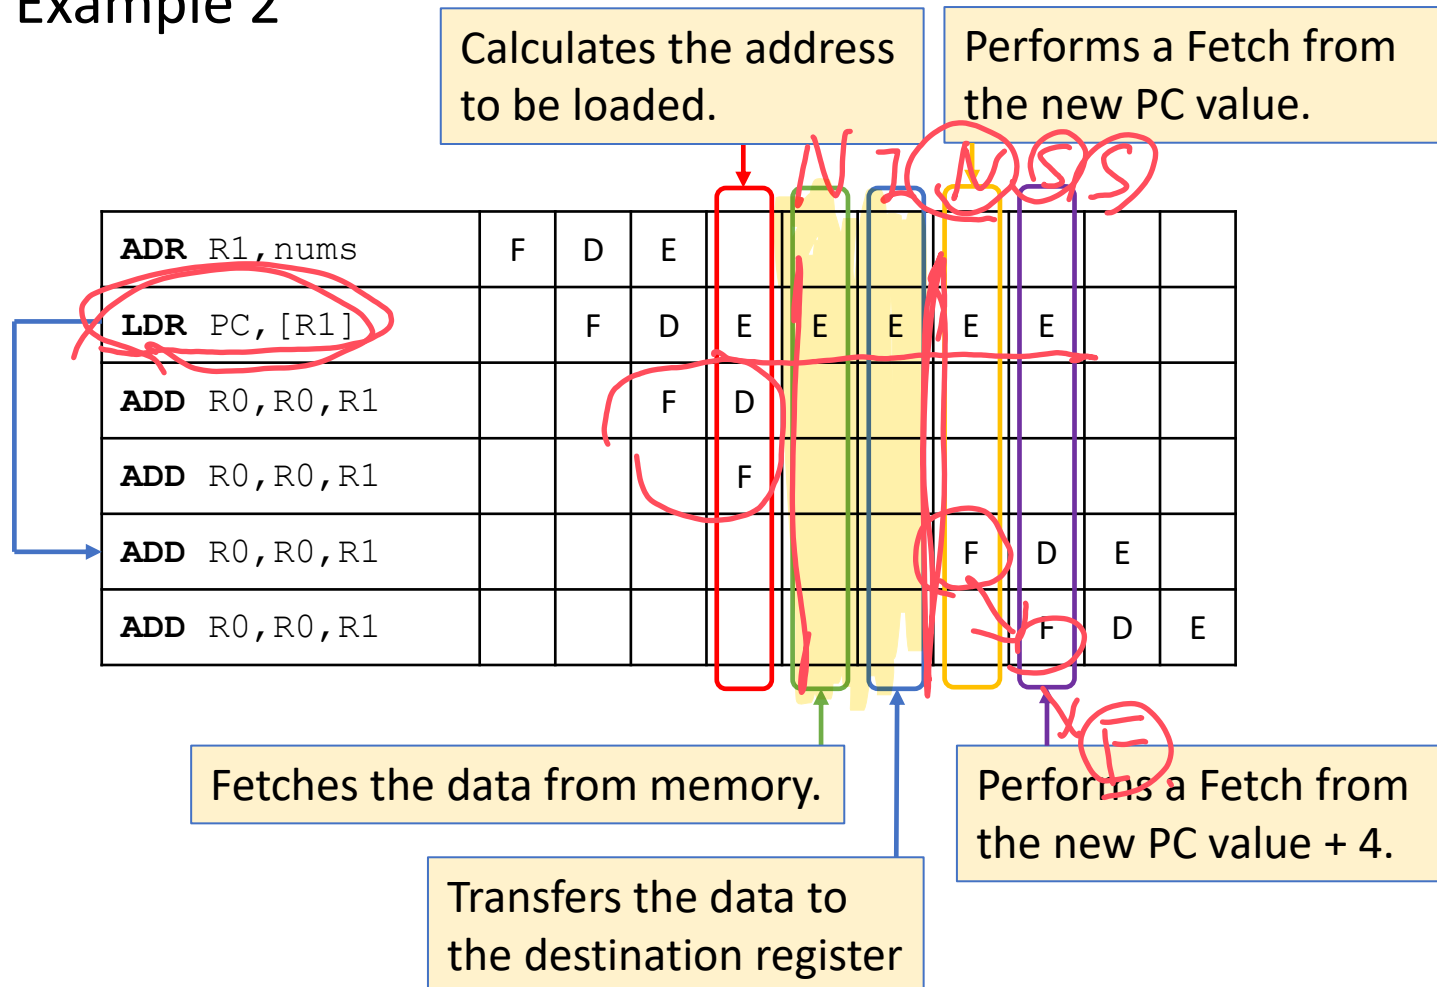 Example 2
Calculates the address
to be loaded.
Performs a Fetch from
the new PC value.
N I N S S
ADR R1,nums F D E
LDR PC,[R1] F D E E E E E
ADD R0,R0,R1 F D
ADD R0,R0,R1 F
ADD R0,R0,R1 F D E
ADD R0,R0,R1 F D E
F
Fetches the data from memory.
Performs a Fetch from
the new PC value + 4.
Transfers the data to
the destination register